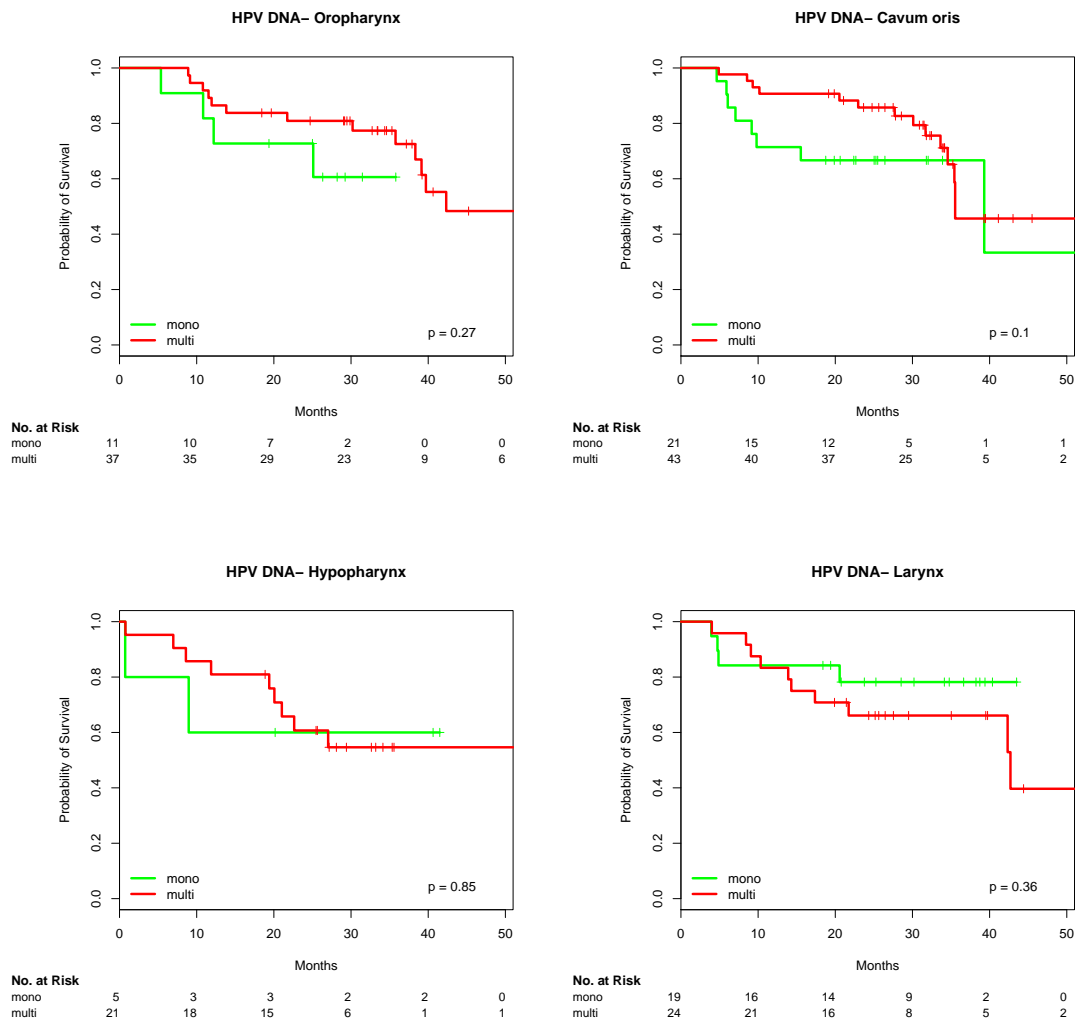 HPV DNA− Oropharynx
Probability of Survival
1.0
0.8
0.6
0.4
0.2
0.0
mono
multi
p = 0.27
0 10 20 30 40 50
Months
No. at Risk
mono 11 10 7 2 0 0
multi 37 35 29 23 9 6
HPV DNA− Cavum oris
Probability of Survival
1.0
0.8
0.6
0.4
0.2
0.0
mono
multi
p = 0.1
0 10 20 30 40 50
Months
No. at Risk
mono 21 15 12 5 1 1
multi 43 40 37 25 5 2
HPV DNA− Hypopharynx
Probability of Survival
1.0
0.8
0.6
0.4
0.2
0.0
mono
multi
p = 0.85
0 10 20 30 40 50
Months
No. at Risk
mono 5 3 3 2 2 0
multi 21 18 15 6 1 1
HPV DNA− Larynx
Probability of Survival
1.0
0.8
0.6
0.4
0.2
0.0
mono
multi
p = 0.36
0 10 20 30 40 50
Months
No. at Risk
mono 19 16 14 9 2 0
multi 24 21 16 8 5 2